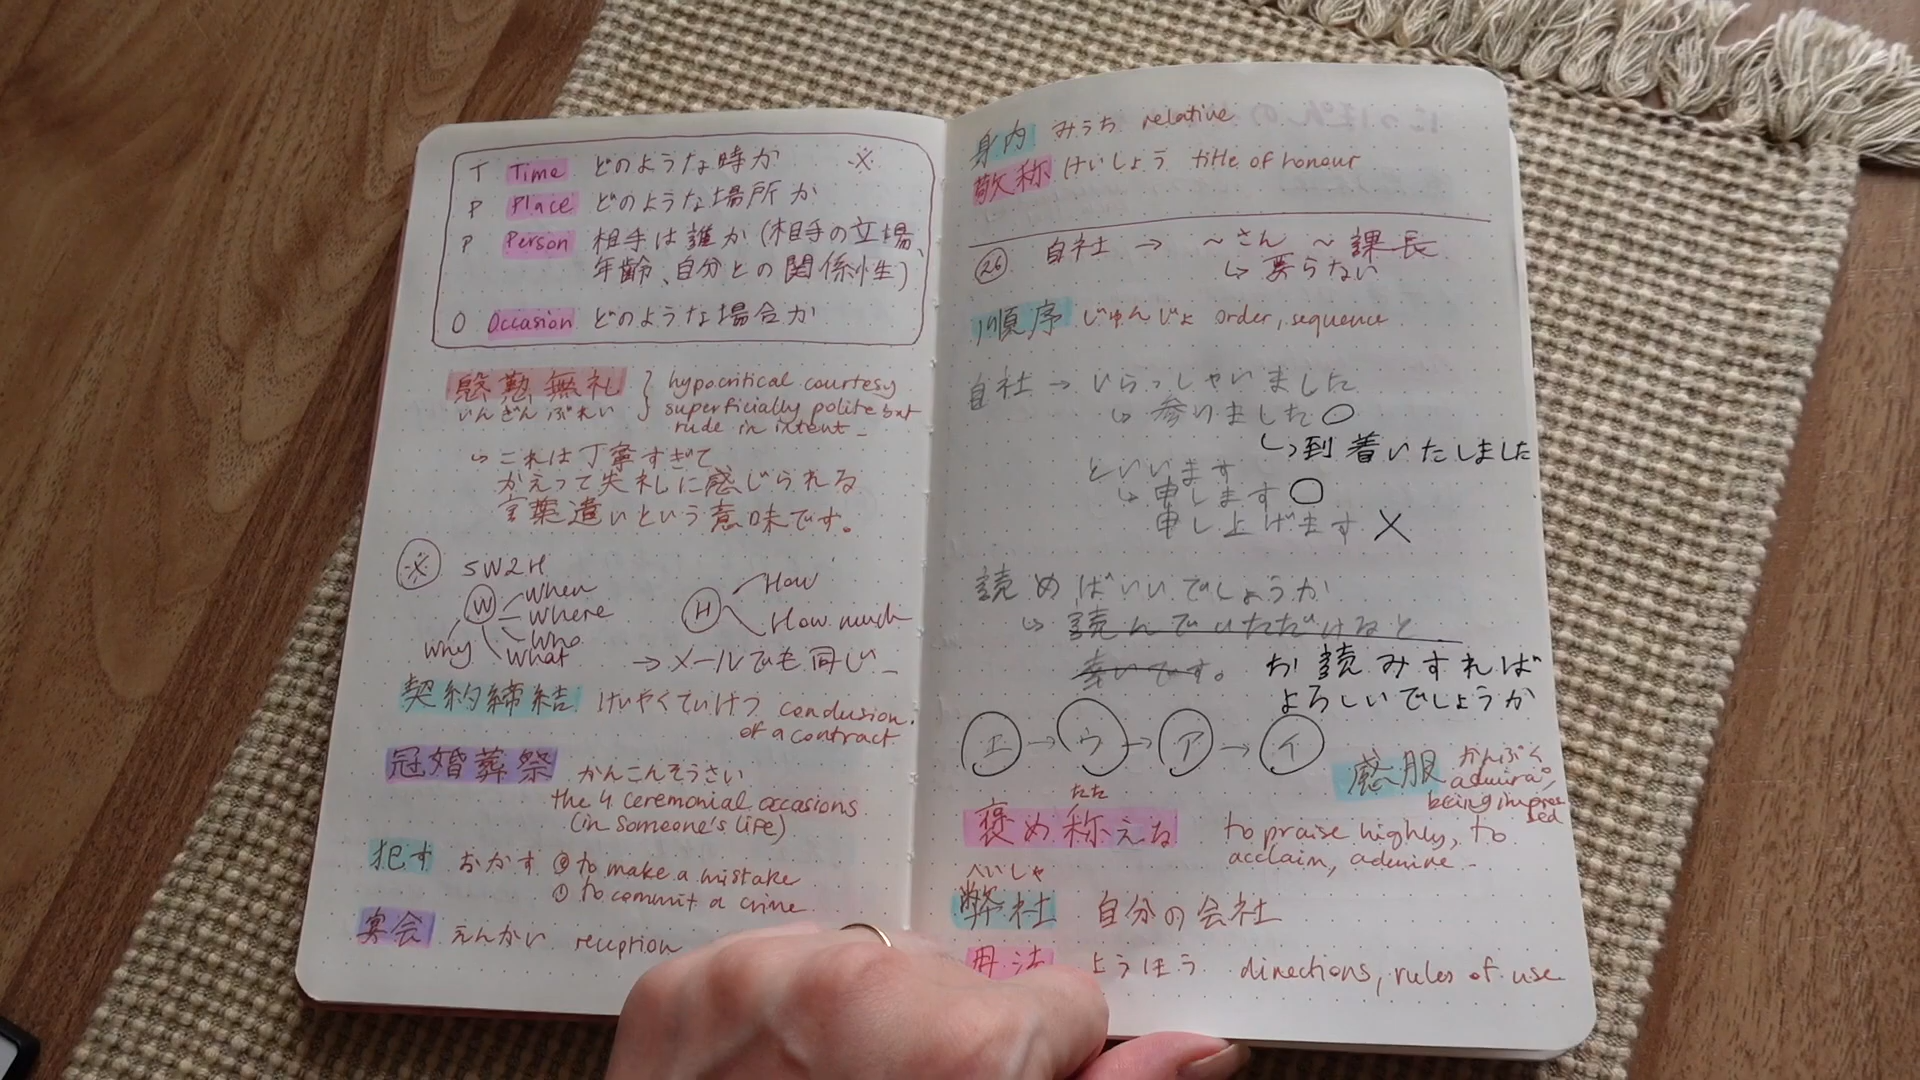 T Time どのような時か ※
P Place どのような場所か
P Person 相手は誰か(相手の立場、
年齢、自分との関係性)
O Occasion どのような場合か
慇懃無礼 } hypocritical courtesy
いんぎんぶれい } superficially polite but
rude in intent_
↳ これは丁寧すぎて
かえって失礼に感じられる
言葉遣いという意味です。
※ 5W2H
W When
Where
Who
What
Why
H How
How much
→ メールでも同じ_
契約締結 けいやくていけつ conclusion
of a contract
冠婚葬祭 かんこんそうさい
the 4 ceremonial occasions
(in someone's life)
犯す おかす ② to make a mistake
① to commit a crime
宴会 えんかい reception
身内 みうち relative
敬称 けいしょう title of honour
26 自社 → ~さん ~課長
↳ 要らない
順序 じゅんじょ order, sequence
自社 → いらっしゃいました
↳ 参りました○
↳ 到着いたしました
といいます
↳ 申します○
申し上げます ×
読めばいいでしょうか
↳ 読んでいただけると
幸いです。 お読みすれば
よろしいでしょうか
エ → ウ → ア → イ
感服 かんぷく
admira°,
being impres
sed
たた
褒め称える to praise highly, to
acclaim, admire_
へいしゃ
弊社 自分の会社
用法 ようほう directions, rules of use